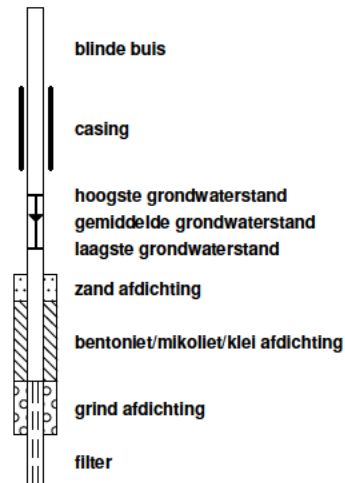 blinde buis
casing
hoogste grondwaterstand
gemiddelde grondwaterstand
laagste grondwaterstand
zand afdichting
bentoniet/mikoliet/klei afdichting
grind afdichting
filter